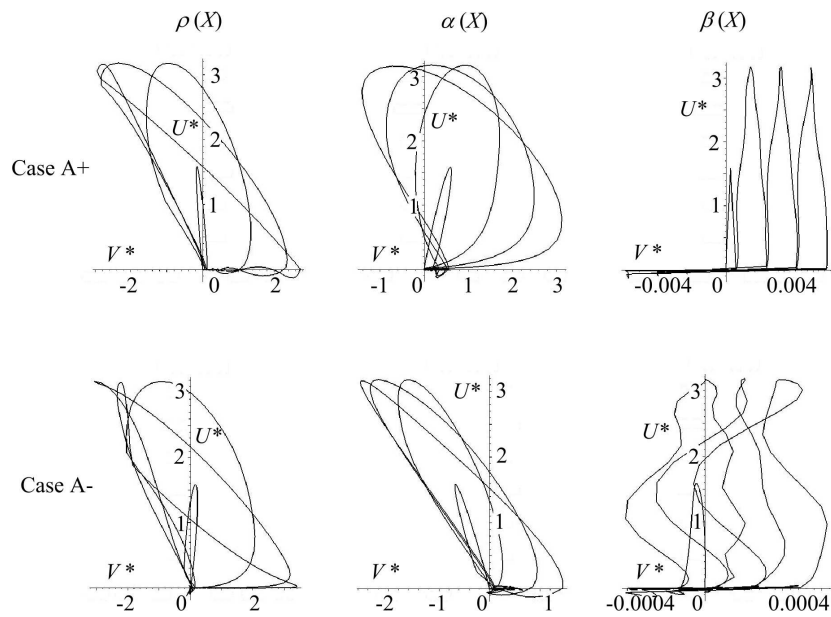 ρ (X) α (X) β (X)
3 3 3
U* U* U*
2 2 2
Case A+
1 1 1
V* V* V*
-2 0 2 -1 0 1 2 3 -0.004 0 0.004
3 3 3
U* U* U*
2 2 2
Case A-
1 1 1
V* V* V*
-2 0 2 -2 -1 0 1 -0.0004 0 0.0004